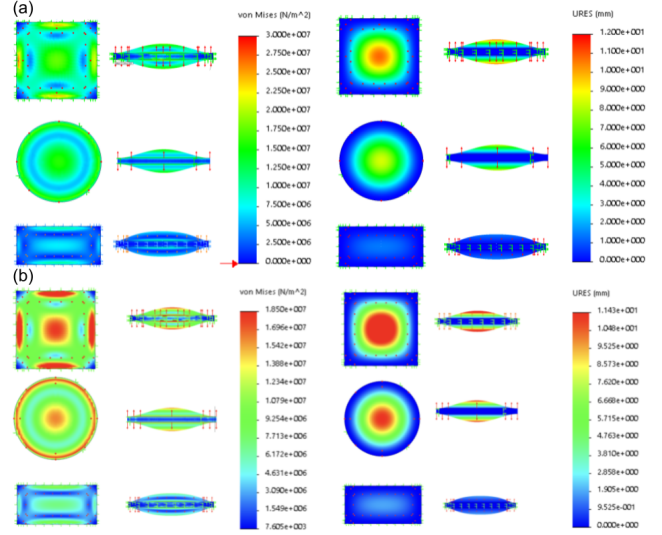 (a)
von Mises (N/m^2)
3.000e+007
2.750e+007
2.500e+007
2.250e+007
2.000e+007
1.750e+007
1.500e+007
1.250e+007
1.000e+007
7.500e+006
5.000e+006
2.500e+006
0.000e+000
URES (mm)
1.200e+001
1.100e+001
1.000e+001
9.000e+000
8.000e+000
7.000e+000
6.000e+000
5.000e+000
4.000e+000
3.000e+000
2.000e+000
1.000e+000
0.000e+000
(b)
von Mises (N/m^2)
1.850e+007
1.696e+007
1.542e+007
1.388e+007
1.234e+007
1.079e+007
9.254e+006
7.713e+006
6.172e+006
4.631e+006
3.090e+006
1.549e+006
7.605e+003
URES (mm)
1.143e+001
1.048e+001
9.525e+000
8.573e+000
7.620e+000
6.668e+000
5.715e+000
4.763e+000
3.810e+000
2.858e+000
1.905e+000
9.525e-001
0.000e+000